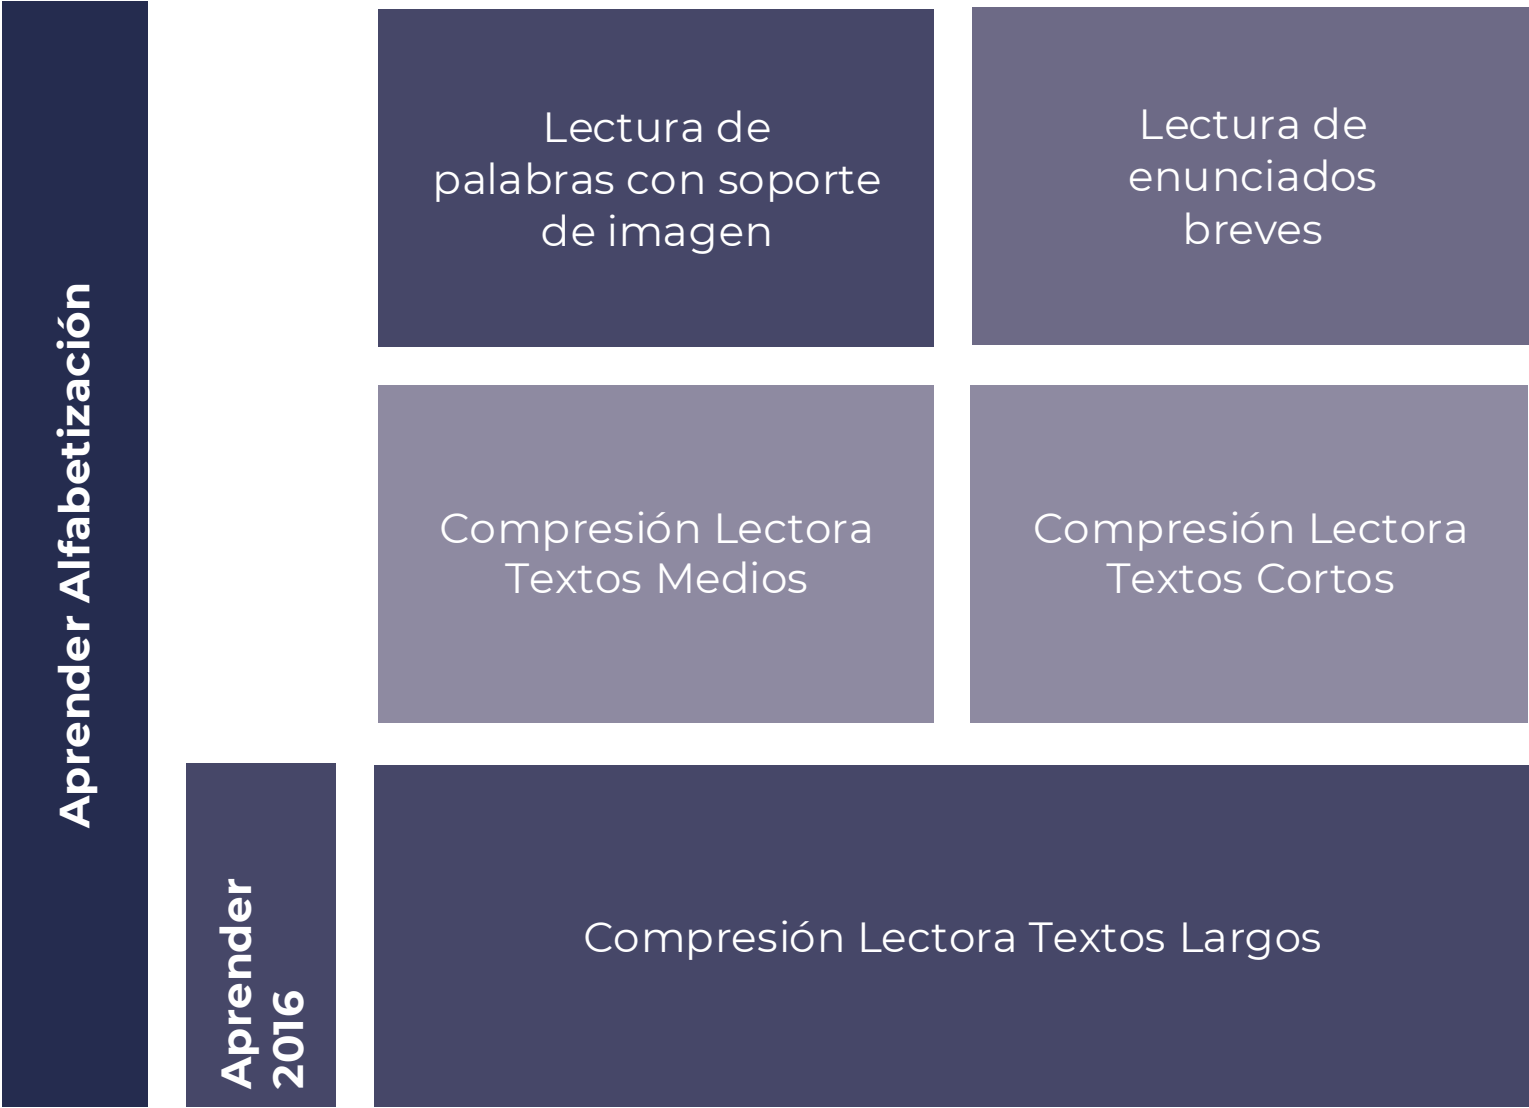 Aprender Alfabetización
Lectura de
palabras con soporte
de imagen
Lectura de
enunciados
breves
Compresión Lectora
Textos Medios
Compresión Lectora
Textos Cortos
Aprender
2016
Compresión Lectora Textos Largos